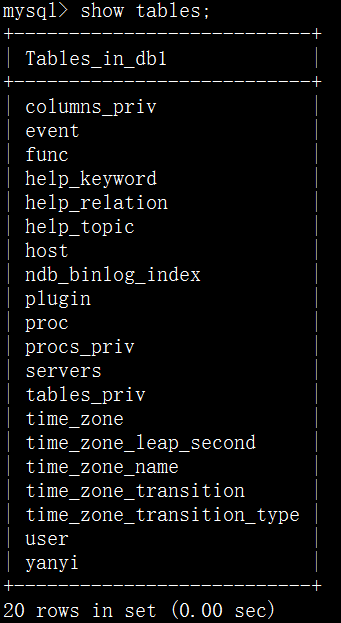 mysql> show tables;
+----------------------------+
| Tables_in_db1              |
+----------------------------+
| columns_priv               |
| event                      |
| func                       |
| help_keyword               |
| help_relation              |
| help_topic                 |
| host                       |
| ndb_binlog_index           |
| plugin                     |
| proc                       |
| procs_priv                 |
| servers                    |
| tables_priv                |
| time_zone                  |
| time_zone_leap_second      |
| time_zone_name             |
| time_zone_transition       |
| time_zone_transition_type  |
| user                       |
| yanyi                      |
+----------------------------+
20 rows in set (0.00 sec)